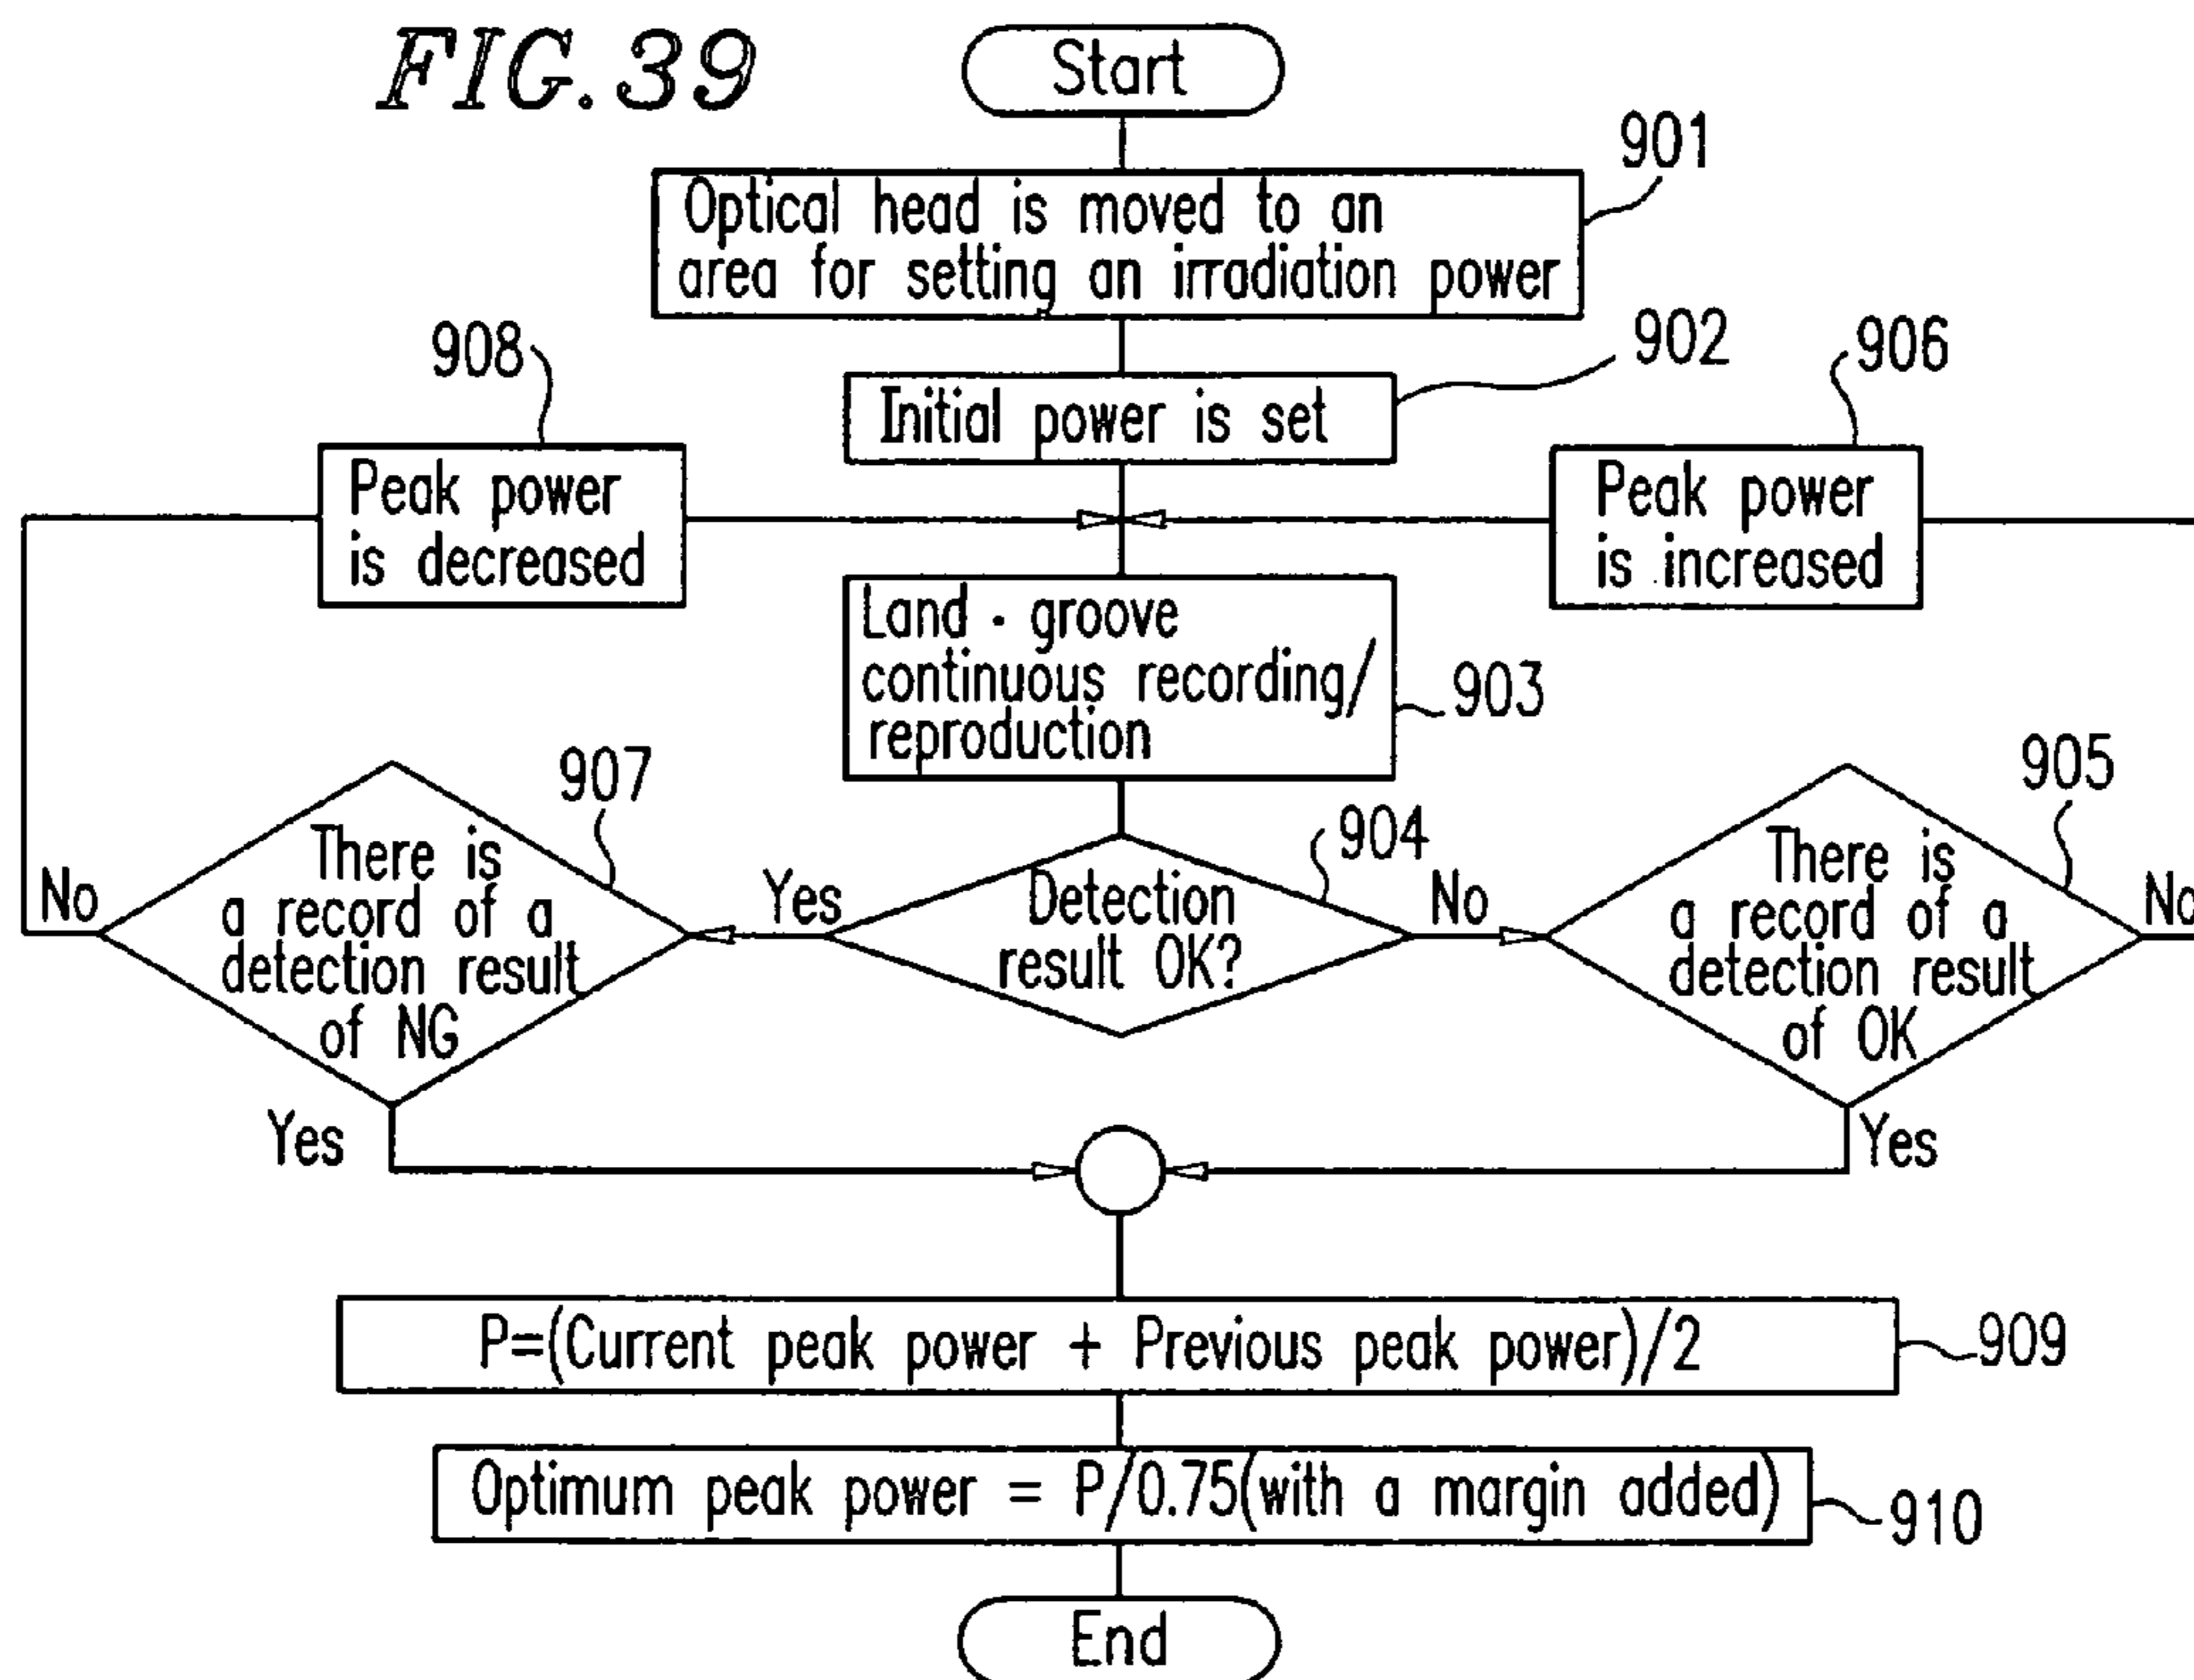 FIG.39
Start
901
Optical head is moved to an
area for setting an irradiation power
902
Initial power is set
908
Peak power
is decreased
906
Peak power
is increased
Land · groove
continuous recording/
reproduction
903
904
Detection
result OK?
Yes
No
907
There is
a record of a
detection result
of NG
No
Yes
905
There is
a record of a
detection result
of OK
No
Yes
P=(Current peak power + Previous peak power)/2
909
Optimum peak power = P/0.75(with a margin added)
910
End